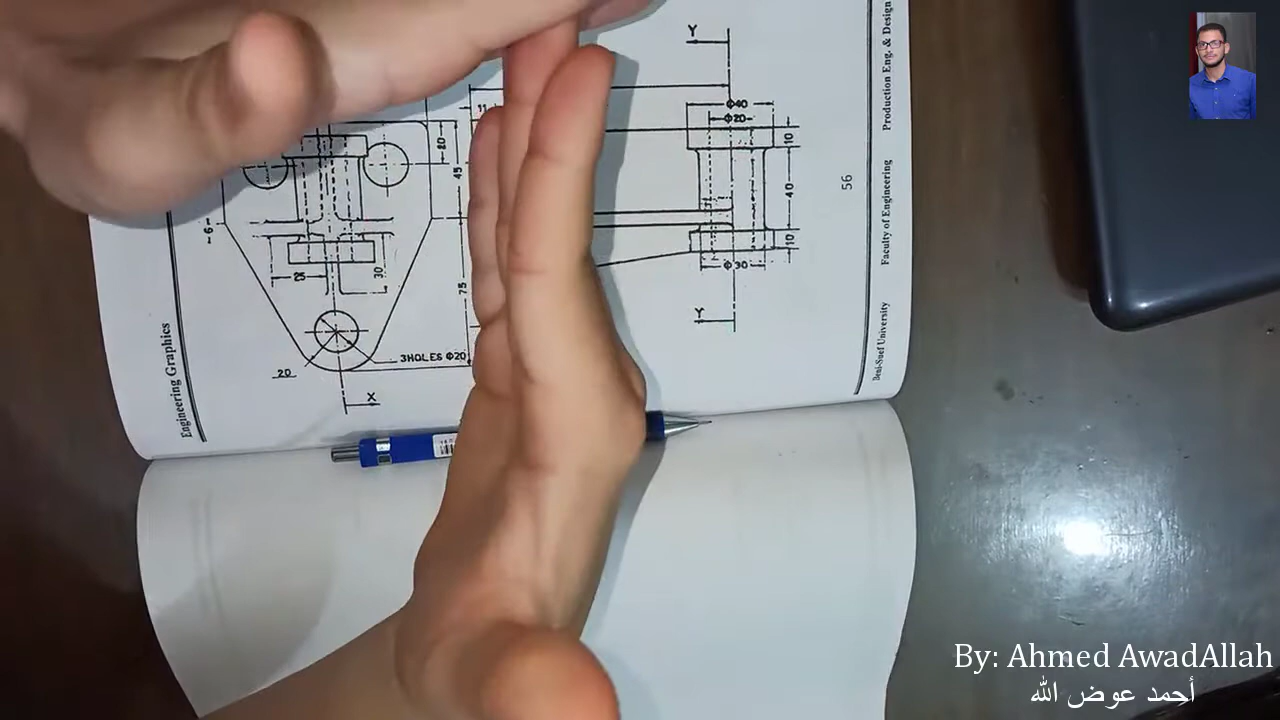 Y
Φ40
Φ20
11
10
20
45
40
6
10
Φ30
25
30
75
Y
3HOLES Φ20
20
X
Engineering Graphics
56
Production Eng. & Design
Faculty of Engineering
Beni-Suef University
By: Ahmed AwadAllah
أحمد عوض الله